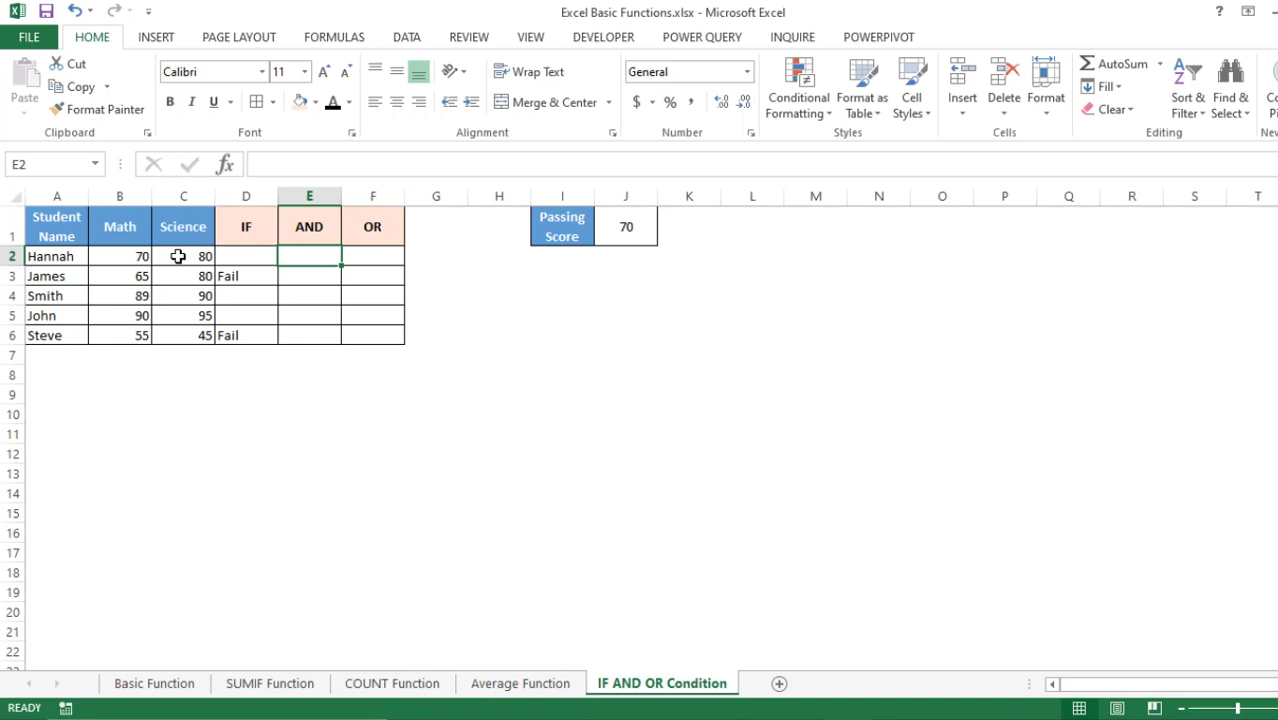 Excel Basic Functions.xlsx - Microsoft Excel
?
FILE HOME INSERT PAGE LAYOUT FORMULAS DATA REVIEW VIEW DEVELOPER POWER QUERY INQUIRE POWERPIVOT
Paste
Cut
Copy
Format Painter
Clipboard
Calibri 11
B I U A
Font
Wrap Text
Merge & Center
Alignment
General
$ %
Number
Conditional Formatting
Format as Table
Cell Styles
Styles
Insert Delete Format
Cells
AutoSum
Fill
Clear
Sort & Filter
Find & Select
Editing
E2 fx
A B C D E F G H I J K L M N O P Q R S T
1 Student Name Math Science IF AND OR Passing Score 70
2 Hannah 70 80
3 James 65 80 Fail
4 Smith 89 90
5 John 90 95
6 Steve 55 45 Fail
7
8
9
10
11
12
13
14
15
16
17
18
19
20
21
22
Basic Function SUMIF Function COUNT Function Average Function IF AND OR Condition
READY